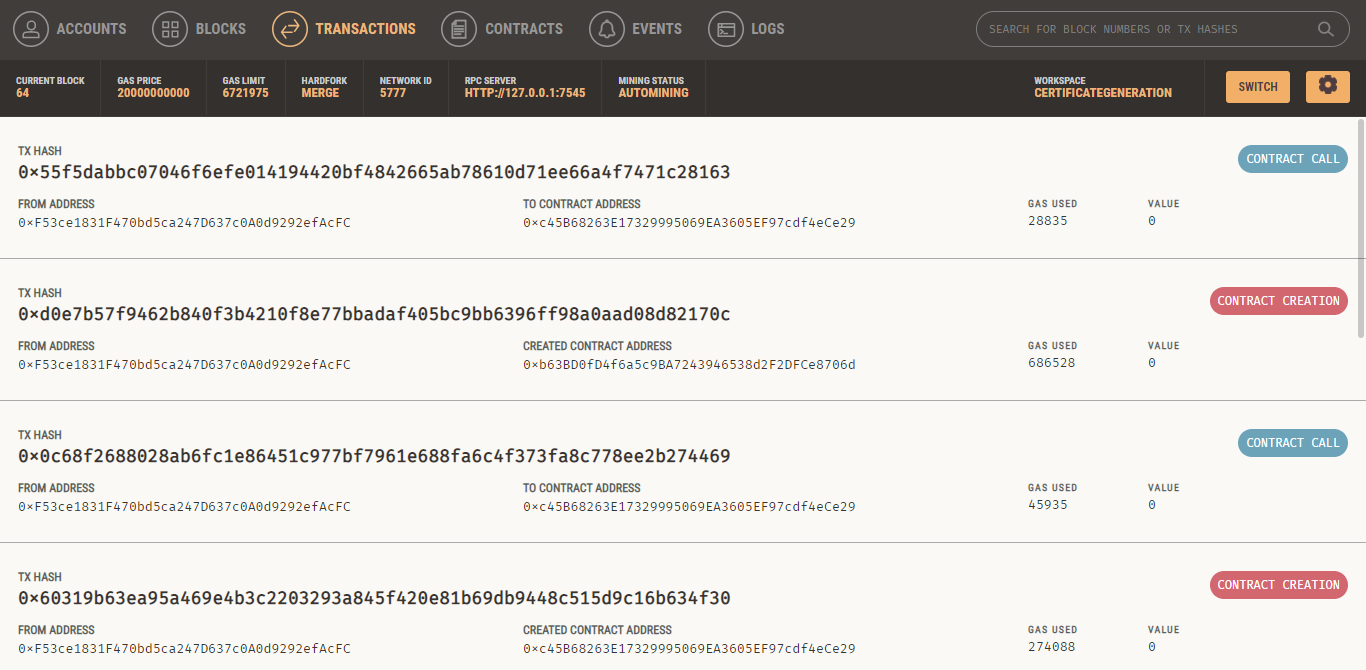 ACCOUNTS BLOCKS TRANSACTIONS CONTRACTS EVENTS LOGS SEARCH FOR BLOCK NUMBERS OR TX HASHES
CURRENT BLOCK GAS PRICE GAS LIMIT HARDFORK NETWORK ID RPC SERVER MINING STATUS WORKSPACE
64 20000000000 6721975 MERGE 5777 HTTP://127.0.0.1:7545 AUTOMINING CERTIFICATEGENERATION SWITCH
TX HASH
0×55f5dabbc07046f6efe014194420bf4842665ab78610d71ee66a4f7471c28163 CONTRACT CALL
FROM ADDRESS TO CONTRACT ADDRESS GAS USED VALUE
0×F53ce1831F470bd5ca247D637c0A0d9292efAcFC 0×c45B68263E17329995069EA3605EF97cdf4eCe29 28835 0
TX HASH
0×d0e7b57f9462b840f3b4210f8e77bbadaf405bc9bb6396ff98a0aad08d82170c CONTRACT CREATION
FROM ADDRESS CREATED CONTRACT ADDRESS GAS USED VALUE
0×F53ce1831F470bd5ca247D637c0A0d9292efAcFC 0×b63BD0fD4f6a5c9BA7243946538d2F2DFCe8706d 686528 0
TX HASH
0×0c68f2688028ab6fc1e86451c977bf7961e688fa6c4f373fa8c778ee2b274469 CONTRACT CALL
FROM ADDRESS TO CONTRACT ADDRESS GAS USED VALUE
0×F53ce1831F470bd5ca247D637c0A0d9292efAcFC 0×c45B68263E17329995069EA3605EF97cdf4eCe29 45935 0
TX HASH
0×60319b63ea95a469e4b3c2203293a845f420e81b69db9448c515d9c16b634f30 CONTRACT CREATION
FROM ADDRESS CREATED CONTRACT ADDRESS GAS USED VALUE
0×F53ce1831F470bd5ca247D637c0A0d9292efAcFC 0×c45B68263E17329995069EA3605EF97cdf4eCe29 274088 0